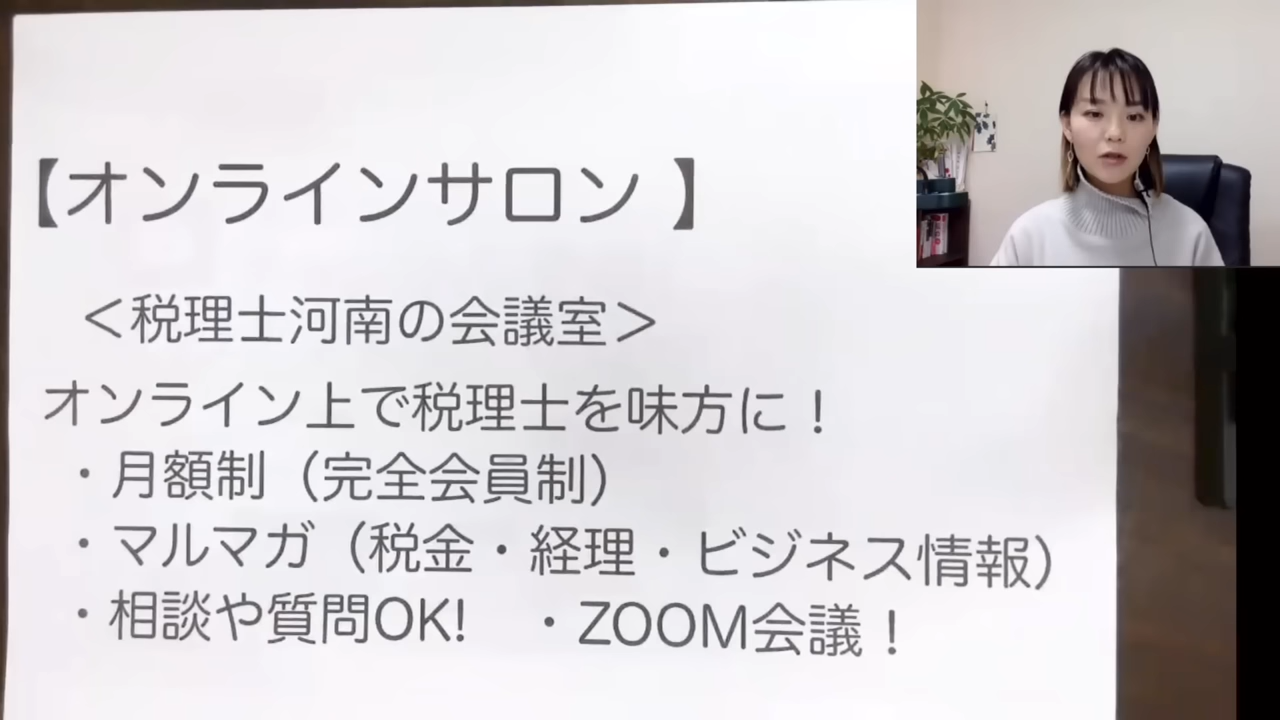 【オンラインサロン 】
＜税理士河南の会議室＞
オンライン上で税理士を味方に！
・月額制（完全会員制）
・マルマガ（税金・経理・ビジネス情報）
・相談や質問OK!　・ZOOM会議！